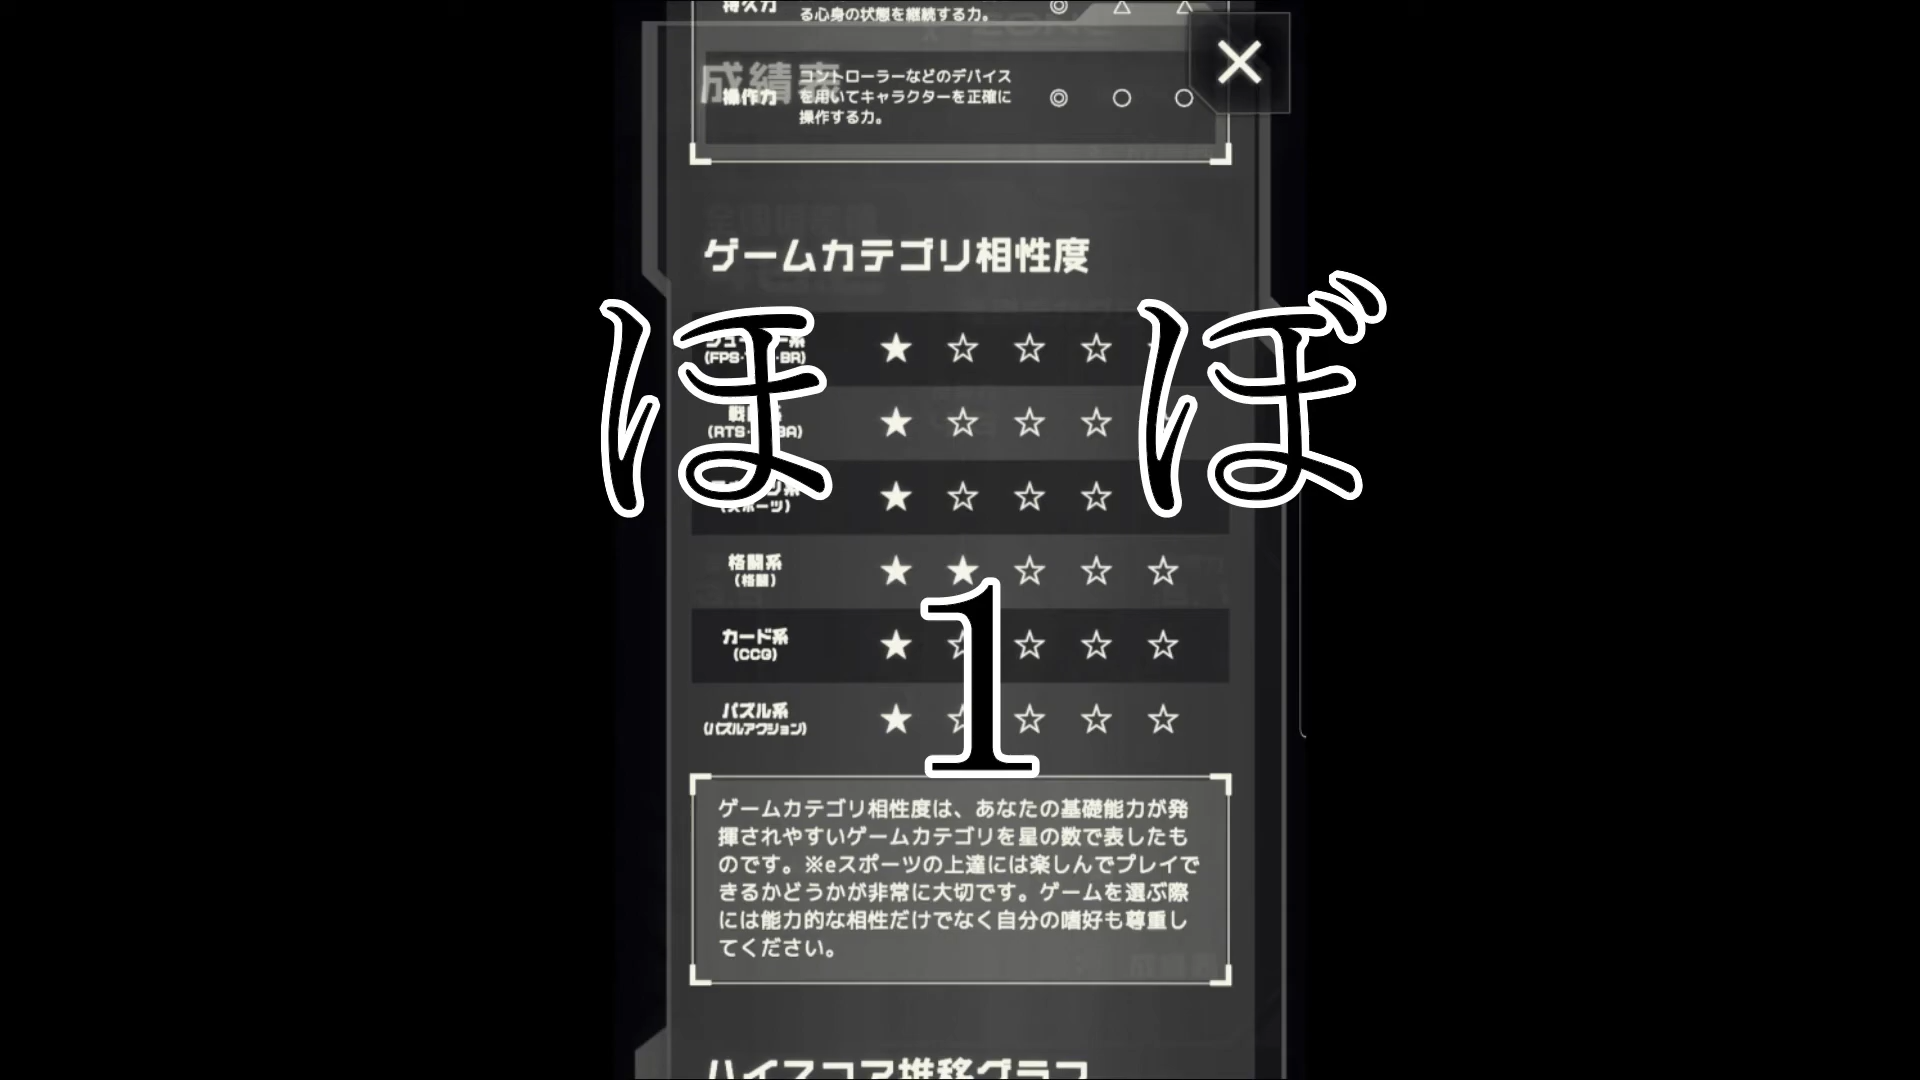 る心身の状態を継続する力。
成績表
操作力
コントローラーなどのデバイス
を用いてキャラクターを正確に
操作する力。
ゲームカテゴリ相性度
ほぼ
1
格闘系
(格闘)
カード系
(CCG)
パズル系
(パズルアクション)
ゲームカテゴリ相性度は、あなたの基礎能力が発
揮されやすいゲームカテゴリを星の数で表したも
のです。※eスポーツの上達には楽しんでプレイで
きるかどうかが非常に大切です。ゲームを選ぶ際
には能力的な相性だけでなく自分の嗜好も尊重し
てください。
ハイスコア推移グラフ